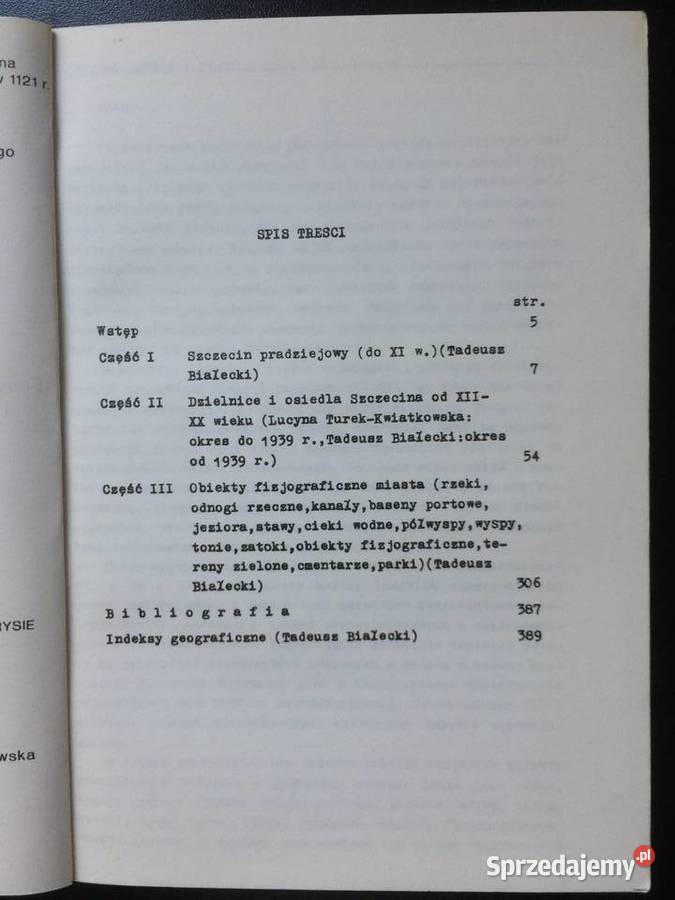 na
w 1121 r.
go
RYSIE
wska
SPIS TRESCI
str.
Wstęp 5
Część I Szczecin pradziejowy (do XI w.)(Tadeusz
Białecki) 7
Część II Dzielnice i osiedla Szczecina od XII-
XX wieku (Lucyna Turek-Kwiatkowska:
okres do 1939 r.,Tadeusz Białecki:okres
od 1939 r.) 54
Część III Obiekty fizjograficzne miasta (rzeki,
odnogi rzeczne,kanały,baseny portowe,
jeziora,stawy,cieki wodne,półwyspy,wyspy,
tonie,zatoki,obiekty fizjograficzne,te-
reny zielone,cmentarze,parki)(Tadeusz
Białecki) 306
B i b l i o g r a f i a 387
Indeksy geograficzne (Tadeusz Białecki) 389
Sprzedajemy.pl